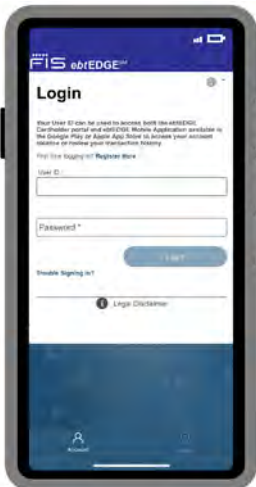 FIS ebtEDGE℠
Login
Your User ID can be used to access both the ebtEDGE
Cardholder portal and ebtEDGE Mobile Application available in
the Google Play or Apple App Store to access your account
balance or review your transaction history.
First time logging in? Register Here
User ID
Password *
Login
Trouble Signing in?
Legal Disclaimer
Account